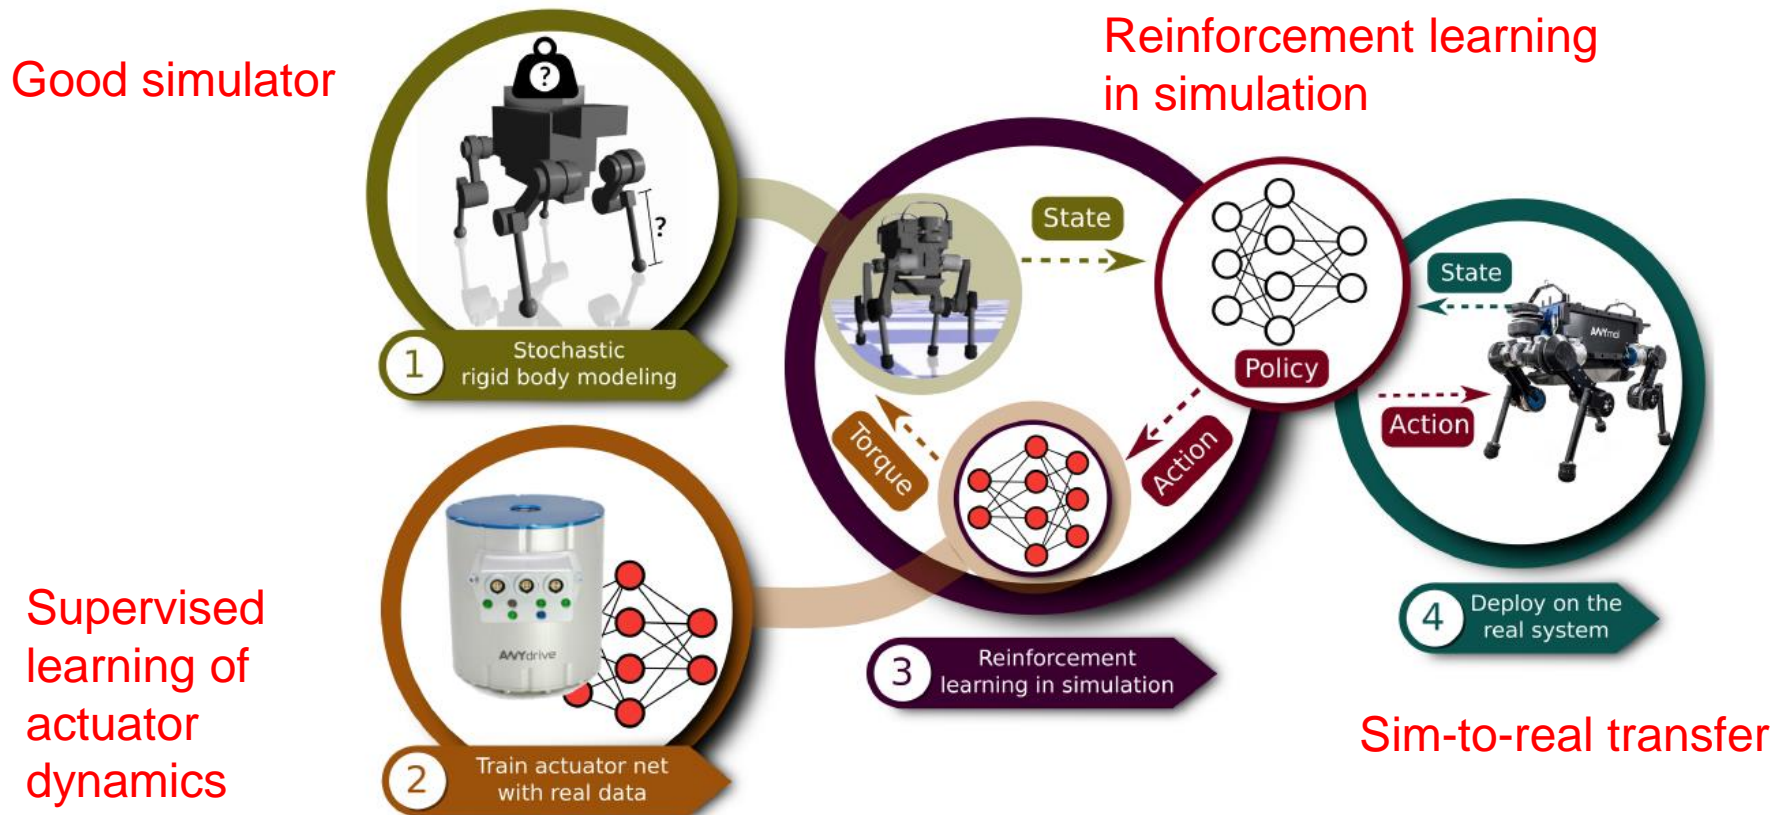 Good simulator
?
?
1
Stochastic
rigid body modeling
Supervised
learning of
actuator
dynamics
ANYdrive
2
Train actuator net
with real data
Reinforcement learning
in simulation
State
Policy
Action
Torque
3
Reinforcement
learning in simulation
State
ANYmal
Action
4
Deploy on the
real system
Sim-to-real transfer